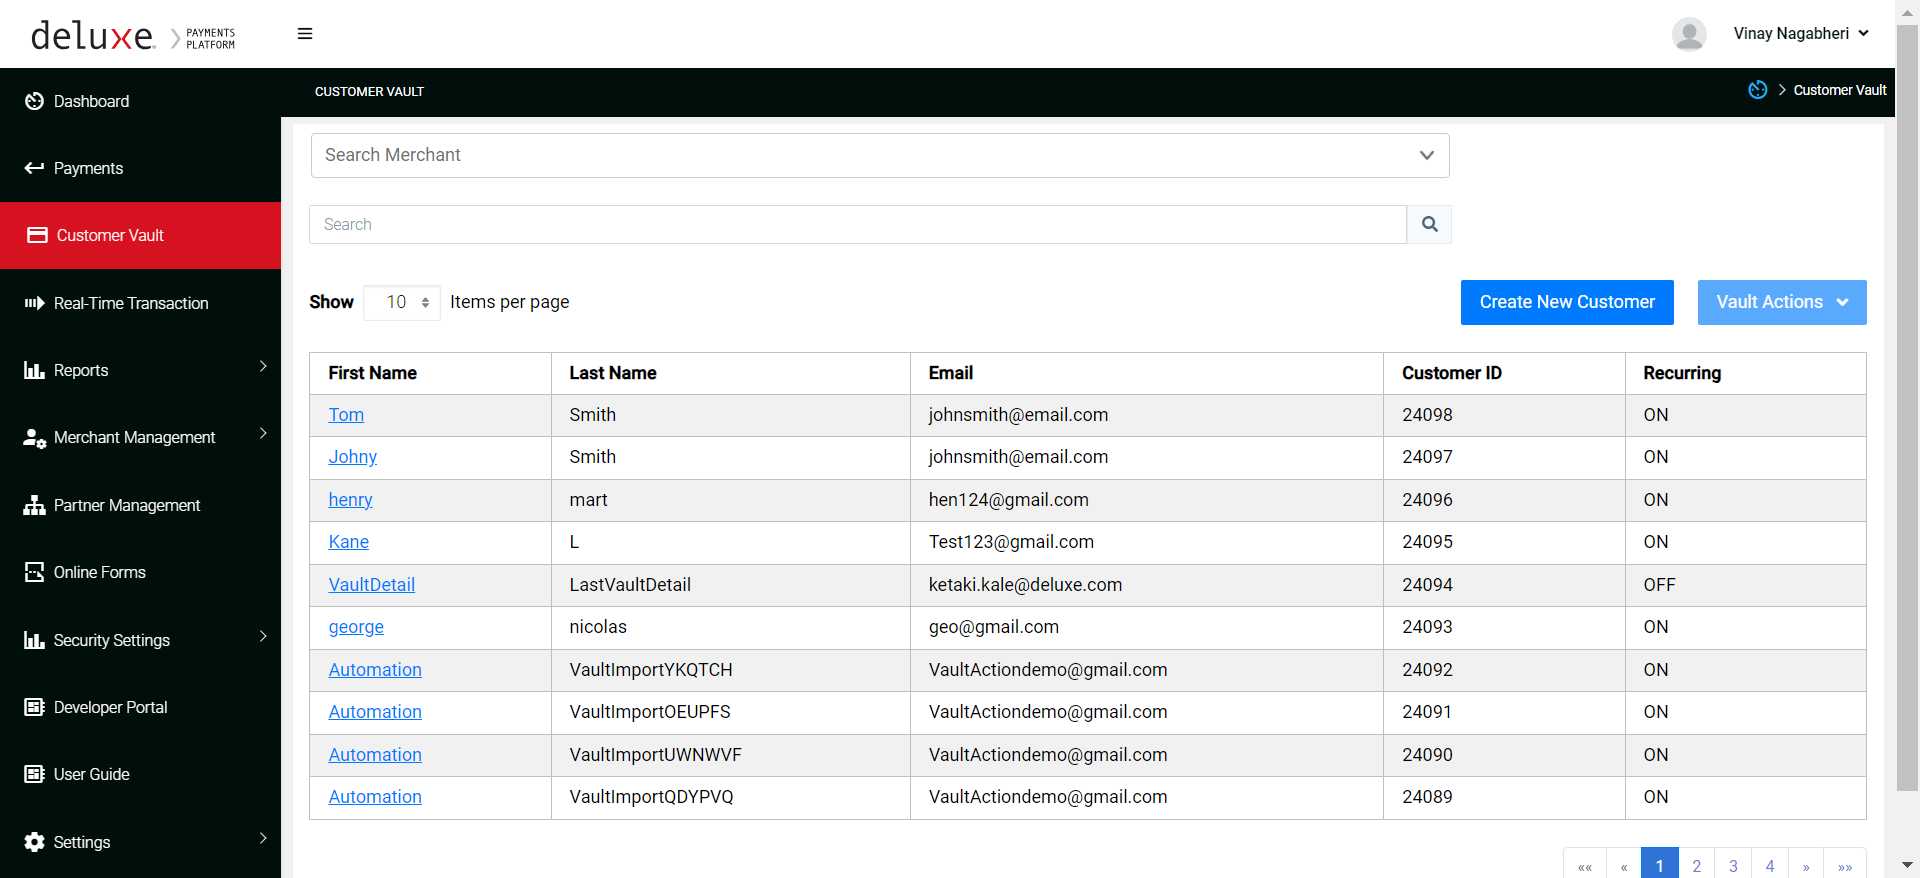 deluxe. PAYMENTS PLATFORM
Vinay Nagabheri
Dashboard
Payments
Customer Vault
Real-Time Transaction
Reports
Merchant Management
Partner Management
Online Forms
Security Settings
Developer Portal
User Guide
Settings
CUSTOMER VAULT
> Customer Vault
Search Merchant
Search
Show 10 Items per page
Create New Customer Vault Actions
First Name Last Name Email Customer ID Recurring
Tom Smith johnsmith@email.com 24098 ON
Johny Smith johnsmith@email.com 24097 ON
henry mart hen124@gmail.com 24096 ON
Kane L Test123@gmail.com 24095 ON
VaultDetail LastVaultDetail ketaki.kale@deluxe.com 24094 OFF
george nicolas geo@gmail.com 24093 ON
Automation VaultImportYKQTCH VaultActiondemo@gmail.com 24092 ON
Automation VaultImportOEUPFS VaultActiondemo@gmail.com 24091 ON
Automation VaultImportUWNWVF VaultActiondemo@gmail.com 24090 ON
Automation VaultImportQDYPVQ VaultActiondemo@gmail.com 24089 ON
«« « 1 2 3 4 » »»